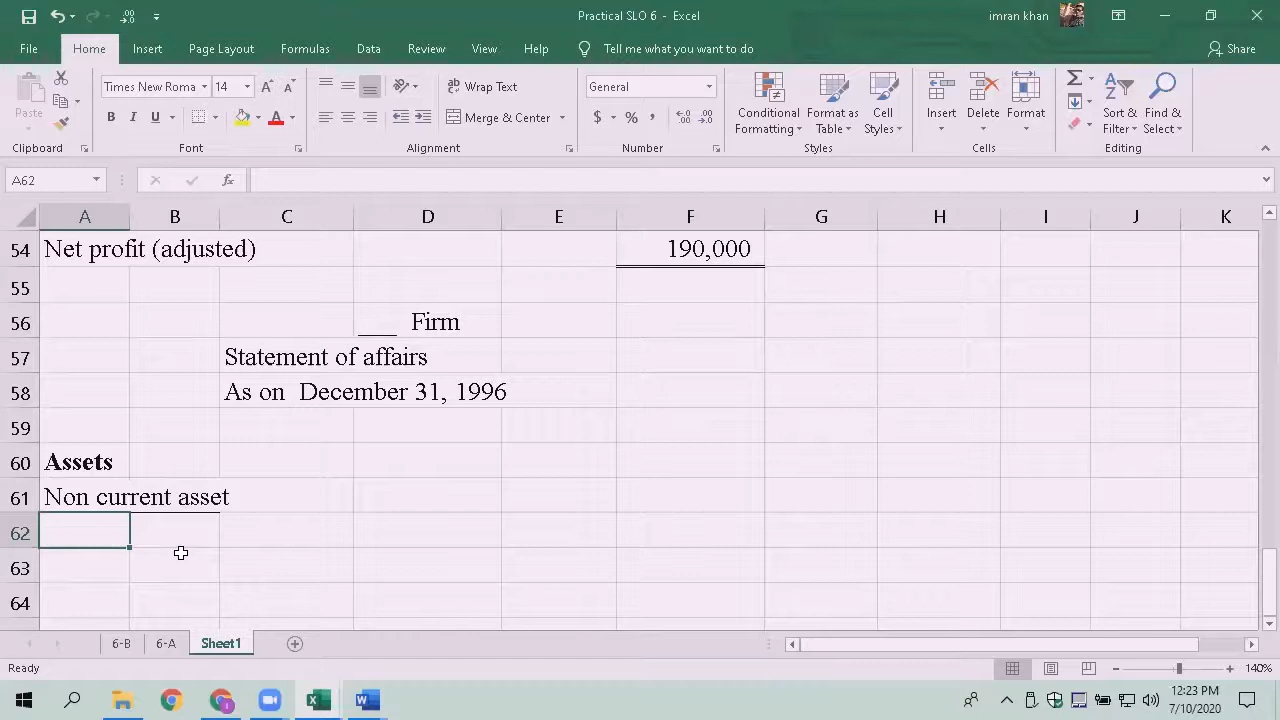 Practical SLO 6 - Excel
imran khan
File Home Insert Page Layout Formulas Data Review View Help Tell me what you want to do Share
Paste
Times New Roma 14
B I U
Wrap Text
Merge & Center
General
$ % ,
Conditional Formatting
Format as Table
Cell Styles
Insert Delete Format
Sort & Filter
Find & Select
Clipboard Font Alignment Number Styles Cells Editing
A62 fx
A B C D E F G H I J K
54 Net profit (adjusted) 190,000
55
56 ___ Firm
57 Statement of affairs
58 As on December 31, 1996
59
60 Assets
61 Non current asset
62
63
64
6-B 6-A Sheet1
Ready 140%
12:23 PM
7/10/2020